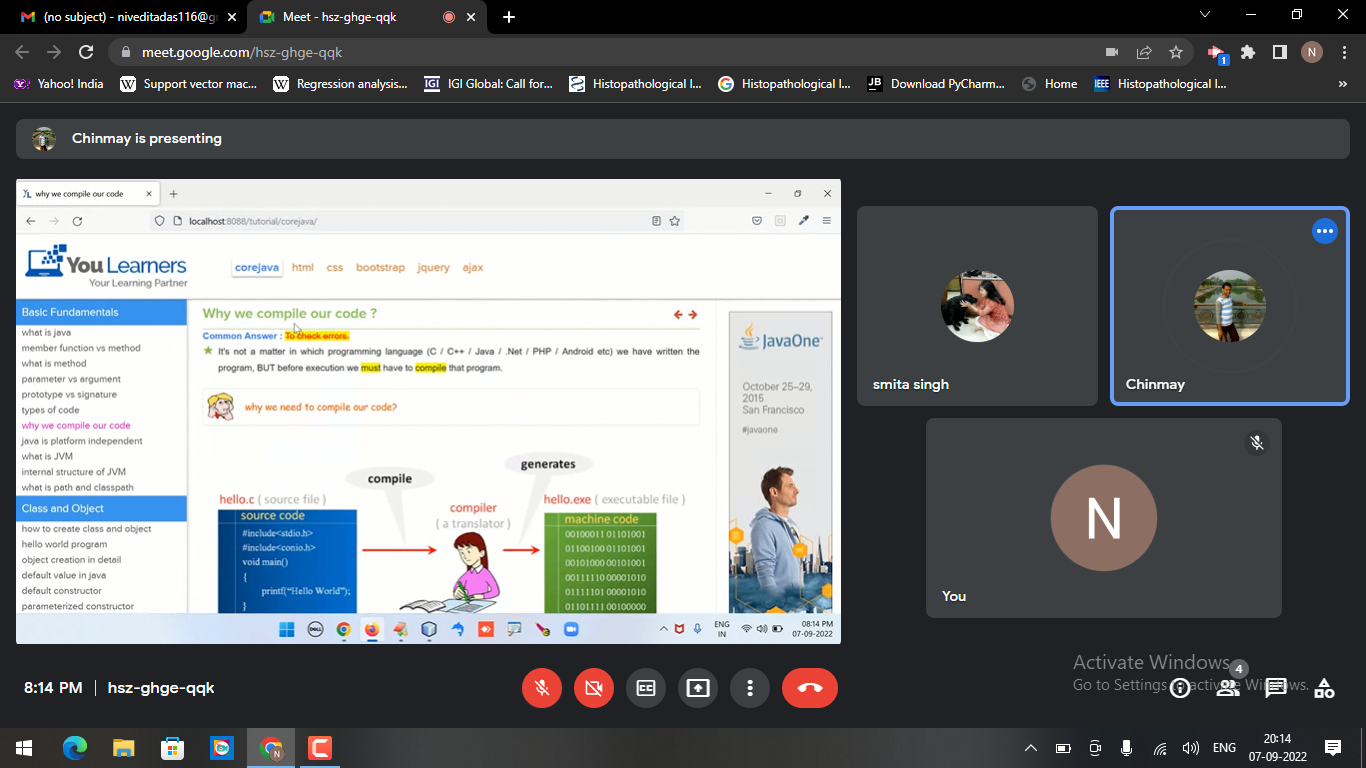 (no subject) - niveditadas116@g
Meet - hsz-ghge-qqk
meet.google.com/hsz-ghge-qqk
1
N
Yahoo! India
W Support vector mac...
W Regression analysis...
IGI IGI Global: Call for...
Histopathological I...
Histopathological I...
JB Download PyCharm...
Home
IEEE Histopathological I...
»
Chinmay is presenting
why we compile our code
localhost:8088/tutorial/corejava/
YL
You Learners
Your Learning Partner
corejava html css bootstrap jquery ajax
Basic Fundamentals
what is java
member function vs method
what is method
parameter vs argument
prototype vs signature
types of code
why we compile our code
java is platform independent
what is JVM
internal structure of JVM
what is path and classpath
Class and Object
how to create class and object
hello world program
object creation in detail
default value in java
default constructor
parameterized constructor
Why we compile our code ?
Common Answer : To check errors.
It's not a matter in which programming language (C / C++ / Java / .Net / PHP / Android etc) we have written the
program, BUT before execution we must have to compile that program.
why we need to compile our code?
compile
generates
hello.c ( source file )
compiler
( a translator )
hello.exe ( executable file )
source code
#include<stdio.h>
#include<conio.h>
void main()
{
printf("Hello World");
}
machine code
00100011 01101001
01100100 01101001
00101000 00101001
00111110 00001010
01111101 00001010
01101111 00100000
JavaOne™
October 25–29,
2015
San Francisco
#javaone
DELL
ENG
IN
08:14 PM
07-09-2022
smita singh
Chinmay
N
You
8:14 PM | hsz-ghge-qqk
CC
4
Activate Windows
Go to Settings to activate Windows.
N
ENG
20:14
07-09-2022